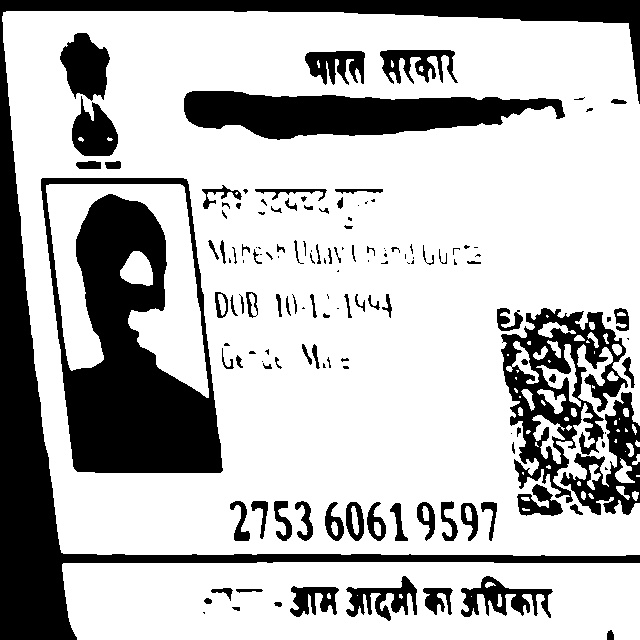 भारत सरकार
महेश उदयचंद गुप्ता
Mahesh Uday Chand Gupta
DOB 10-12-1994
Gender Male
2753 6061 9597
- आम आदमी का अधिकार